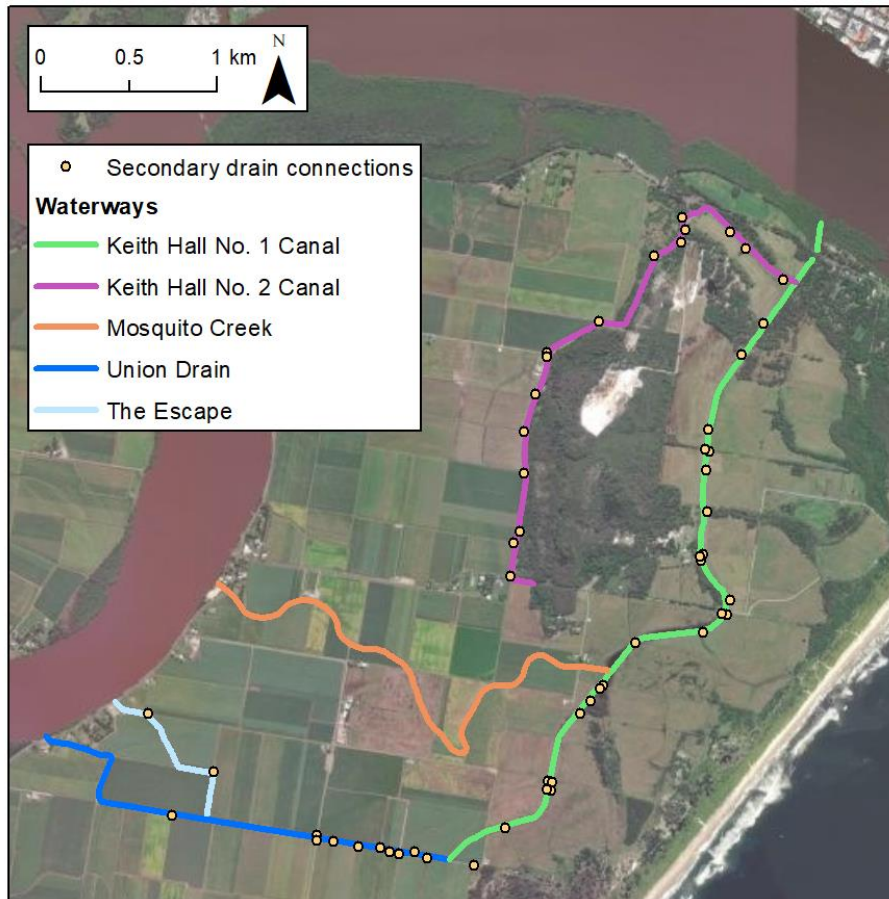 0 0.5 1 km
N
Secondary drain connections
Waterways
Keith Hall No. 1 Canal
Keith Hall No. 2 Canal
Mosquito Creek
Union Drain
The Escape